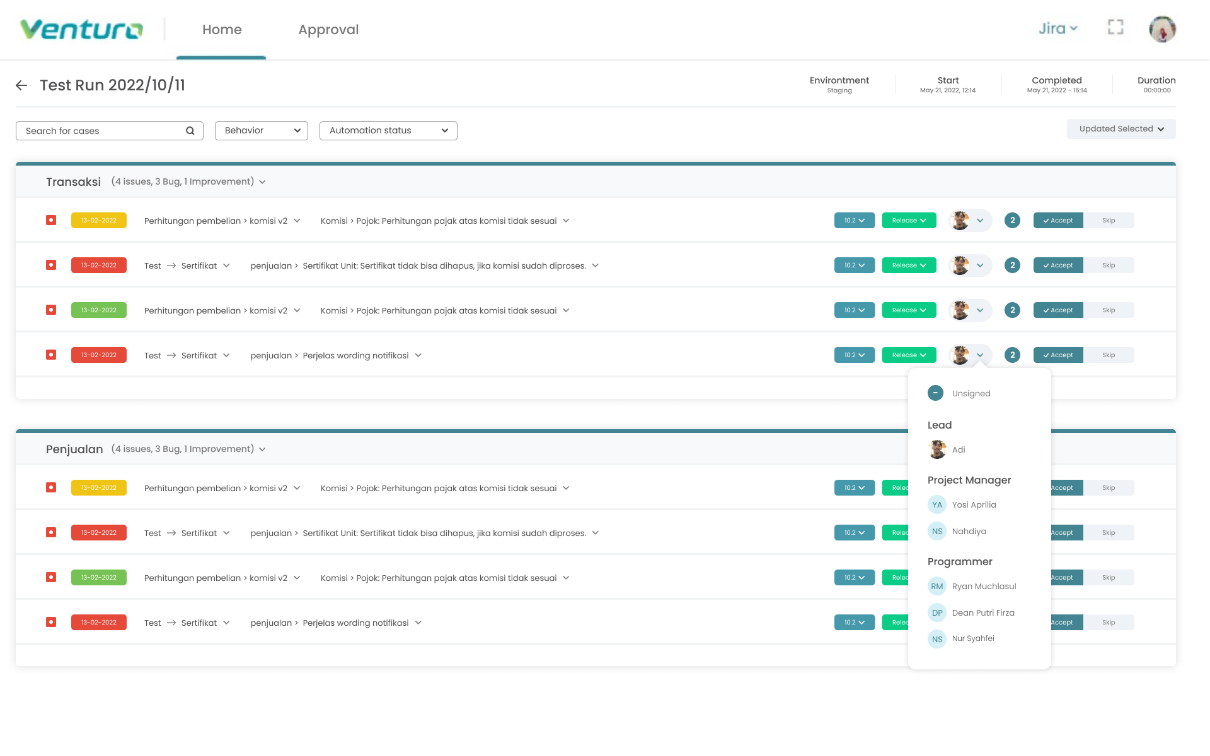 Venturo
Home
Approval
Jira
Test Run 2022/10/11
Environtment
Staging
Start
May 21, 2022, 12:14
Completed
May 21, 2022 - 16:14
Duration
00:00:00
Search for cases
Behavior
Automation status
Updated Selected
Transaksi (4 issues, 3 Bug, 1 Improvement)
13-02-2022 Perhitungan pembelian > komisi v2 Komisi > Pojok: Perhitungan pajak atas komisi tidak sesuai 10.2 Release 2 Accept Skip
13-02-2022 Test → Sertifikat penjualan > Sertifikat Unit: Sertifikat tidak bisa dihapus, jika komisi sudah diproses. 10.2 Release 2 Accept Skip
13-02-2022 Perhitungan pembelian > komisi v2 Komisi > Pojok: Perhitungan pajak atas komisi tidak sesuai 10.2 Release 2 Accept Skip
13-02-2022 Test → Sertifikat penjualan > Perjelas wording notifikasi 10.2 Release 2 Accept Skip
Unsigned
Lead
Adi
Project Manager
YA Yosi Aprilia
NS Nahdiya
Programmer
RM Ryan Muchlasul
DP Dean Putri Firza
NS Nur Syahfei
Penjualan (4 issues, 3 Bug, 1 Improvement)
13-02-2022 Perhitungan pembelian > komisi v2 Komisi > Pojok: Perhitungan pajak atas komisi tidak sesuai 10.2 Relea Accept Skip
13-02-2022 Test → Sertifikat penjualan > Sertifikat Unit: Sertifikat tidak bisa dihapus, jika komisi sudah diproses. 10.2 Relea Accept Skip
13-02-2022 Perhitungan pembelian > komisi v2 Komisi > Pojok: Perhitungan pajak atas komisi tidak sesuai 10.2 Relea Accept Skip
13-02-2022 Test → Sertifikat penjualan > Perjelas wording notifikasi 10.2 Relea Accept Skip